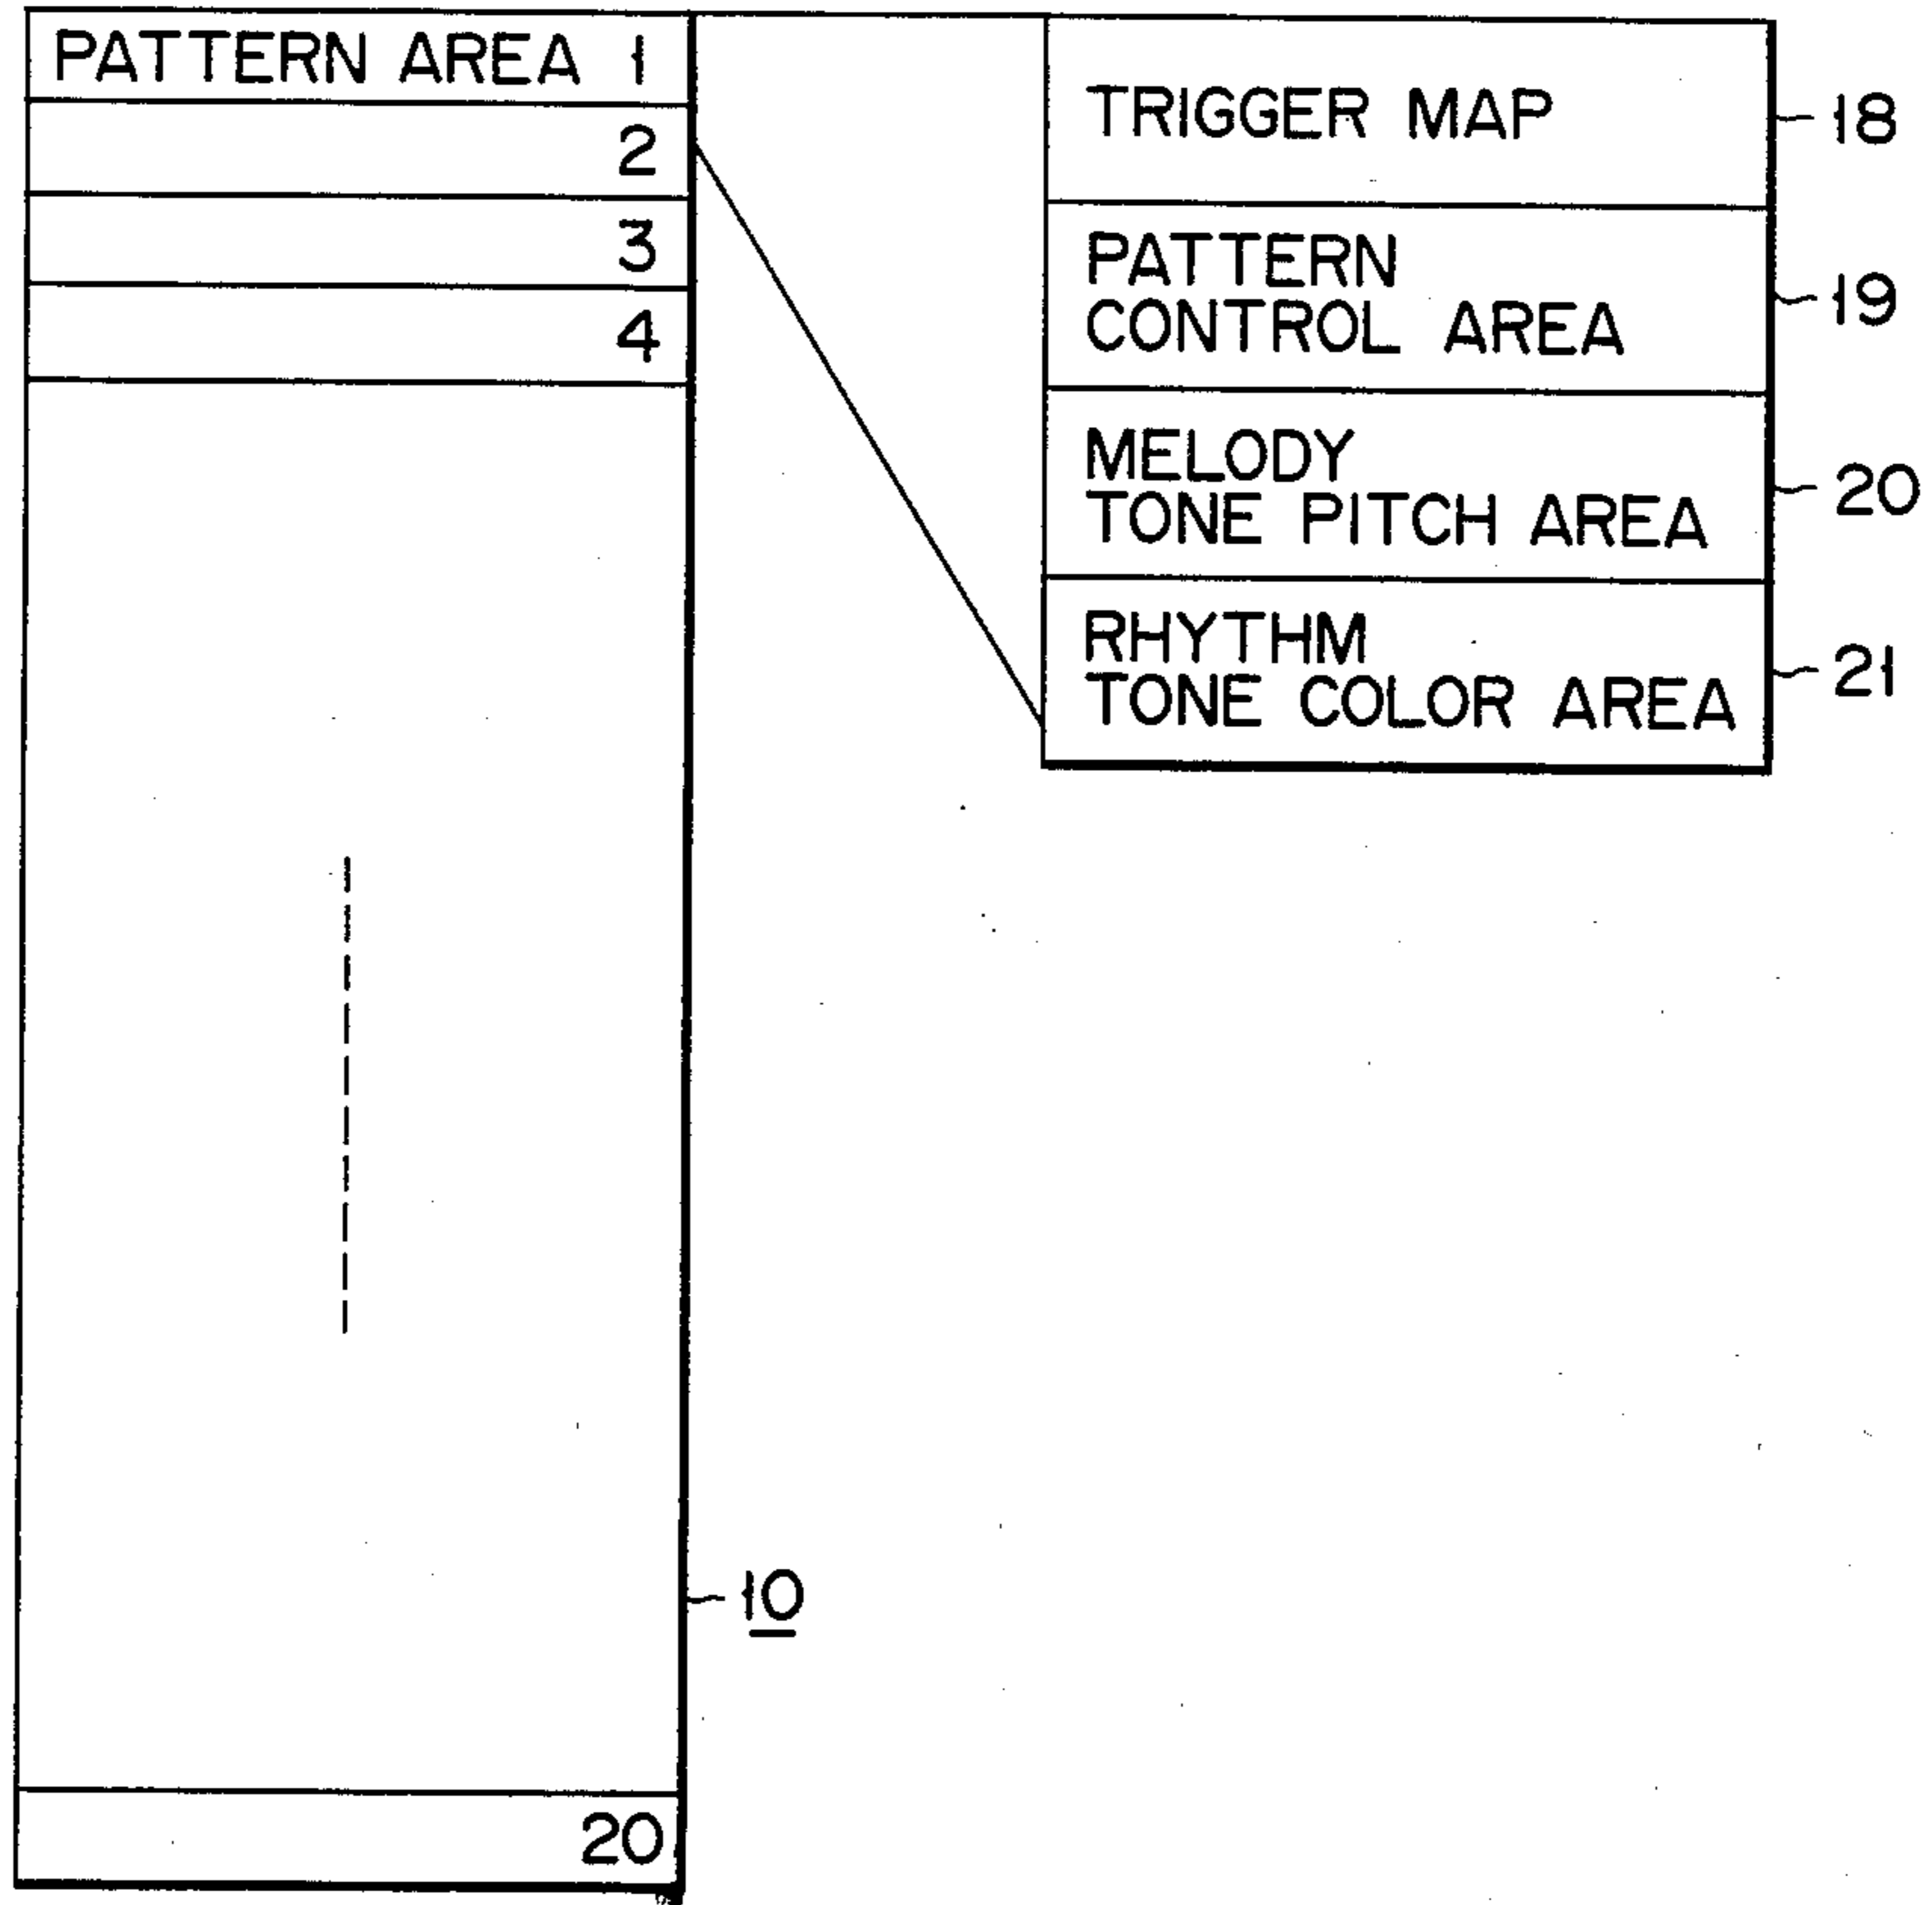 PATTERN AREA 1
2
3
4
20
10
TRIGGER MAP
18
PATTERN
CONTROL AREA
19
MELODY
TONE PITCH AREA
20
RHYTHM
TONE COLOR AREA
21